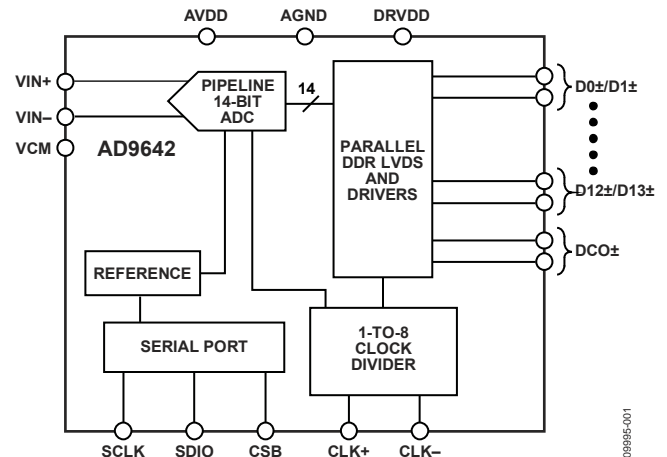 AVDD AGND DRVDD
VIN+
VIN–
VCM
AD9642
PIPELINE
14-BIT
ADC
14
PARALLEL
DDR LVDS
AND
DRIVERS
D0±/D1±
D12±/D13±
DCO±
REFERENCE
SERIAL PORT
1-TO-8
CLOCK
DIVIDER
SCLK SDIO CSB CLK+ CLK–
09995-001